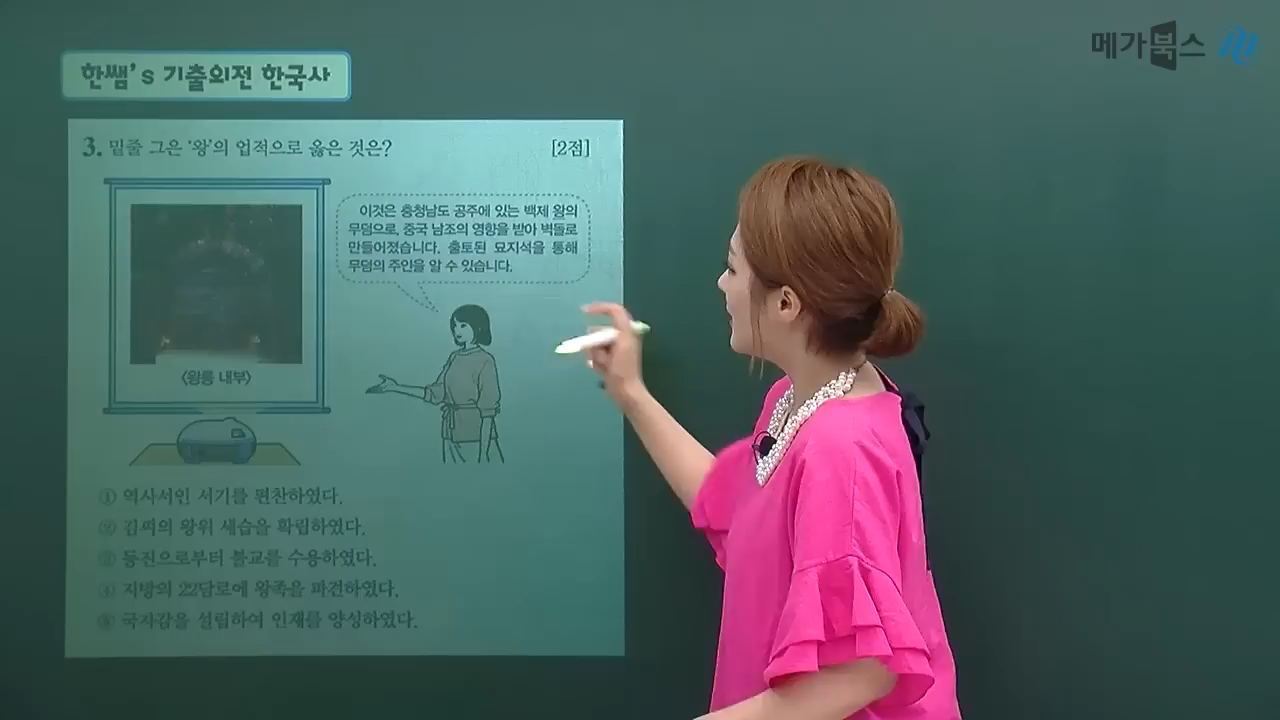 메가북스
한쌤's 기출의전 한국사
3. 밑줄 그은 '왕'의 업적으로 옳은 것은? [2점]
이것은 충청남도 공주에 있는 백제 왕의
무덤으로, 중국 남조의 영향을 받아 벽돌로
만들어졌습니다. 출토된 묘지석을 통해
무덤의 주인을 알 수 있습니다.
<왕릉 내부>
① 역사서인 서기를 편찬하였다.
② 김씨의 왕위 세습을 확립하였다.
③ 동진으로부터 불교를 수용하였다.
④ 지방의 22담로에 왕족을 파견하였다.
⑤ 국자감을 설립하여 인재를 양성하였다.